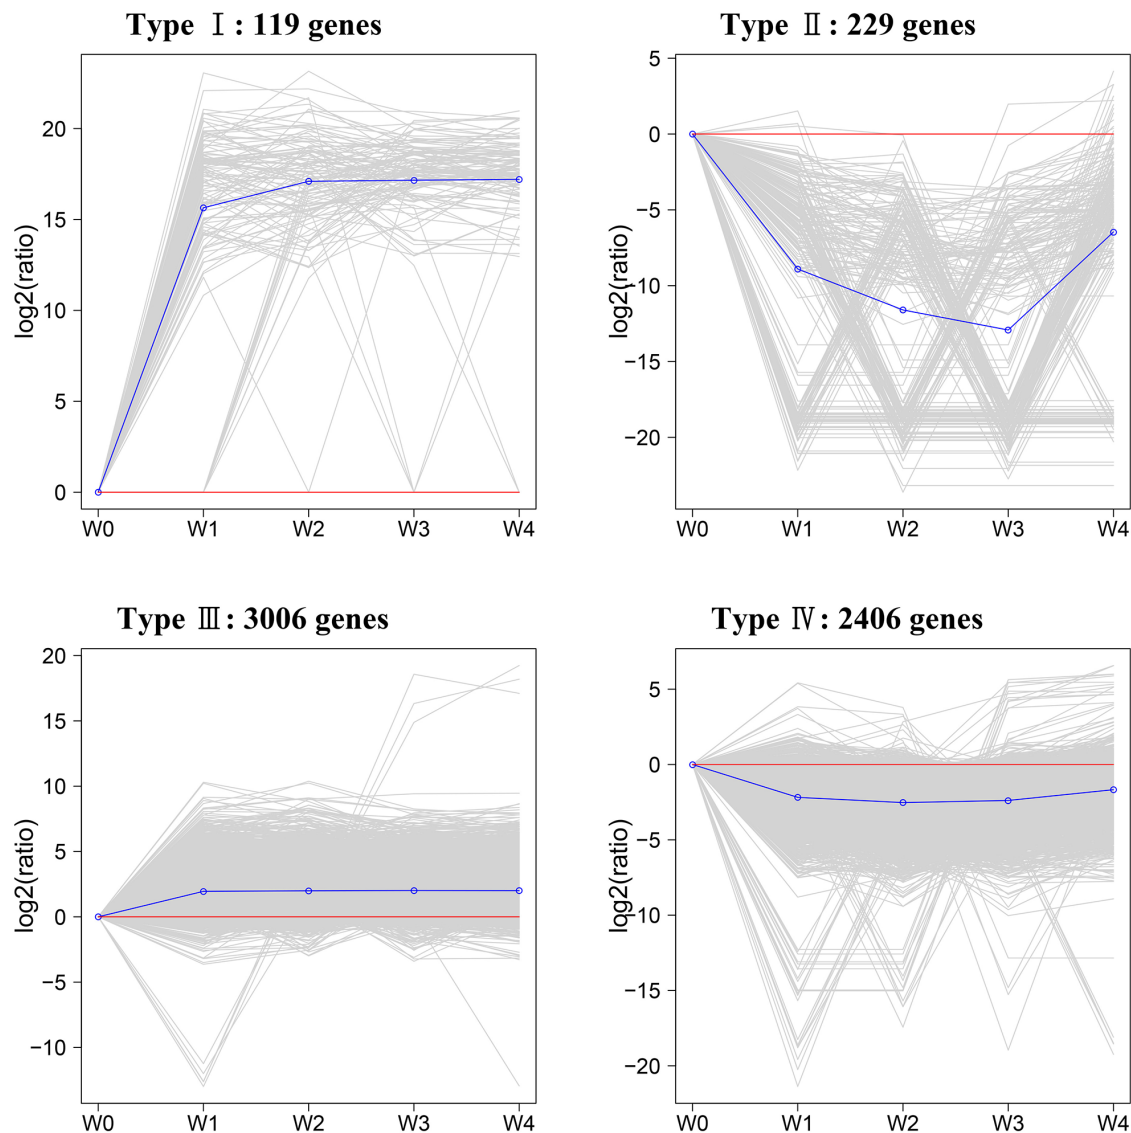 Type Ⅰ: 119 genes
log2(ratio)
20
15
10
5
0
W0 W1 W2 W3 W4
Type Ⅱ: 229 genes
log2(ratio)
5
0
−5
−10
−15
−20
W0 W1 W2 W3 W4
Type Ⅲ: 3006 genes
log2(ratio)
20
15
10
5
0
−5
−10
W0 W1 W2 W3 W4
Type Ⅳ: 2406 genes
log2(ratio)
5
0
−5
−10
−15
−20
W0 W1 W2 W3 W4